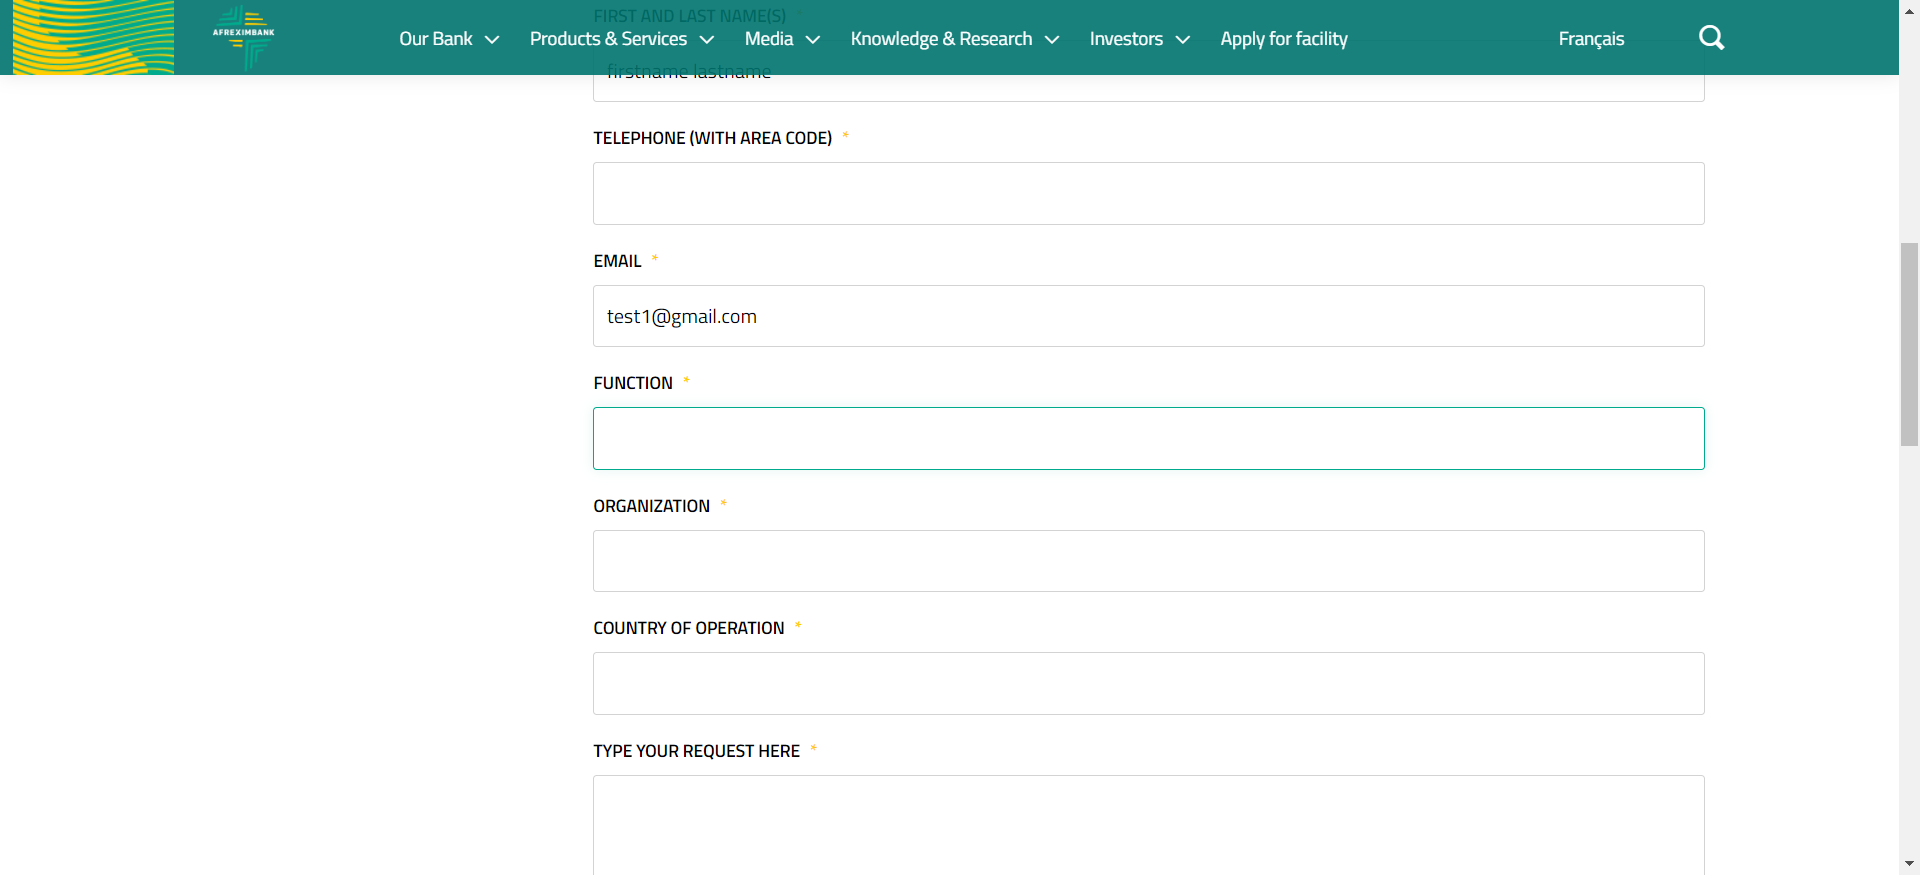 FIRST AND LAST NAME(S)
AFREXIMBANK
Our Bank Products & Services Media Knowledge & Research Investors Apply for facility Français
firstname lastname
TELEPHONE (WITH AREA CODE) *
EMAIL *
test1@gmail.com
FUNCTION *
ORGANIZATION *
COUNTRY OF OPERATION *
TYPE YOUR REQUEST HERE *